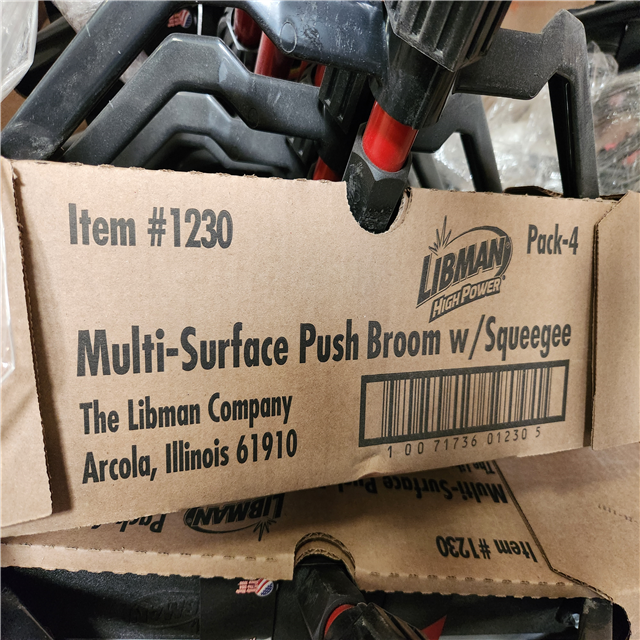 Item #1230
LIBMAN
HIGH POWER
Pack-4
Multi-Surface Push Broom w/Squeegee
The Libman Company
Arcola, Illinois 61910
1 00 71736 01230 5
Item #1230
LIBMAN
Pack
Multi-Surface